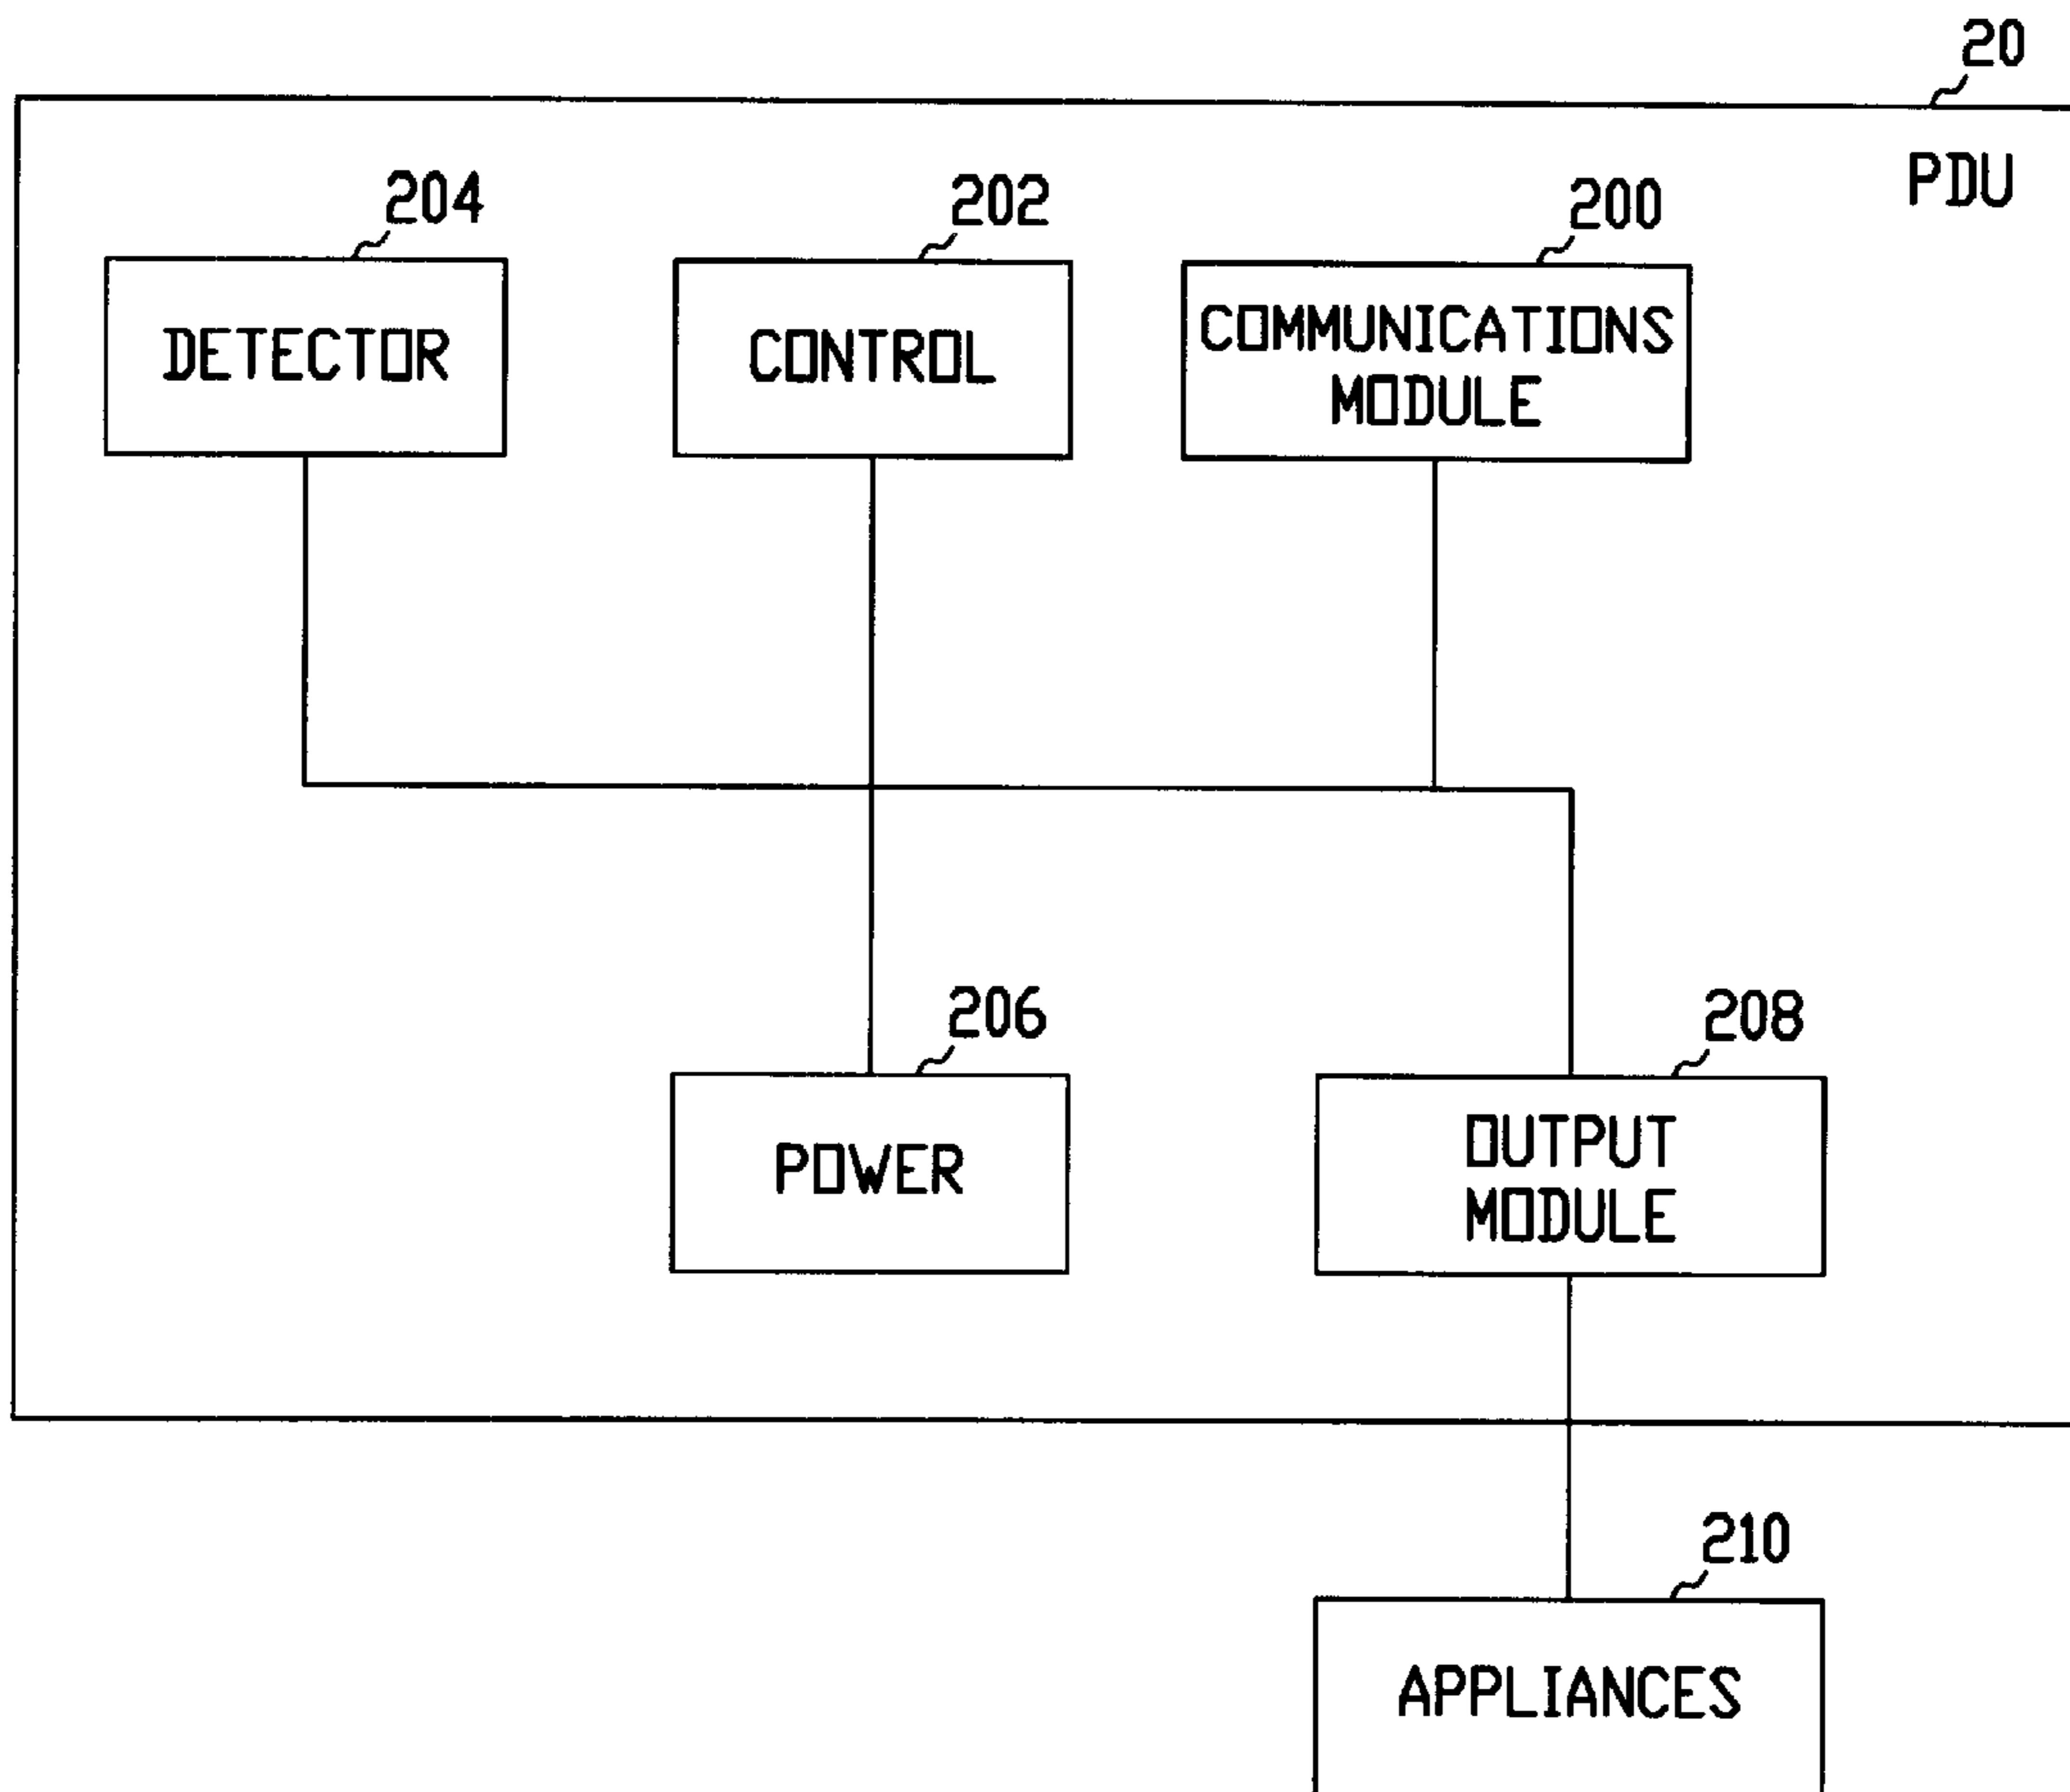 20
PDU
204
202
200
DETECTOR
CONTROL
COMMUNICATIONS
MODULE
206
208
POWER
OUTPUT
MODULE
210
APPLIANCES